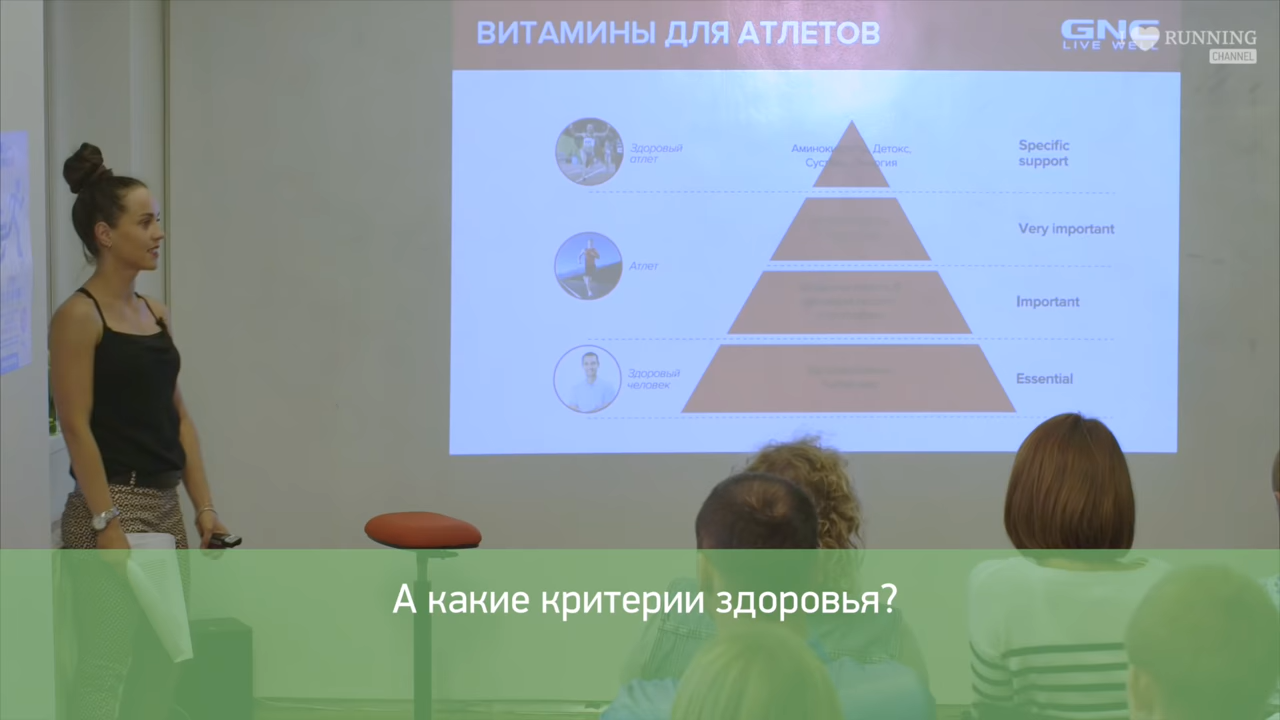 ВИТАМИНЫ ДЛЯ АТЛЕТОВ
GNC
LIVE WELL
RUNNING
CHANNEL
Здоровый
атлет
Детокс,
Specific
support
Very important
Атлет
Important
Здоровый
человек
Essential
А какие критерии здоровья?